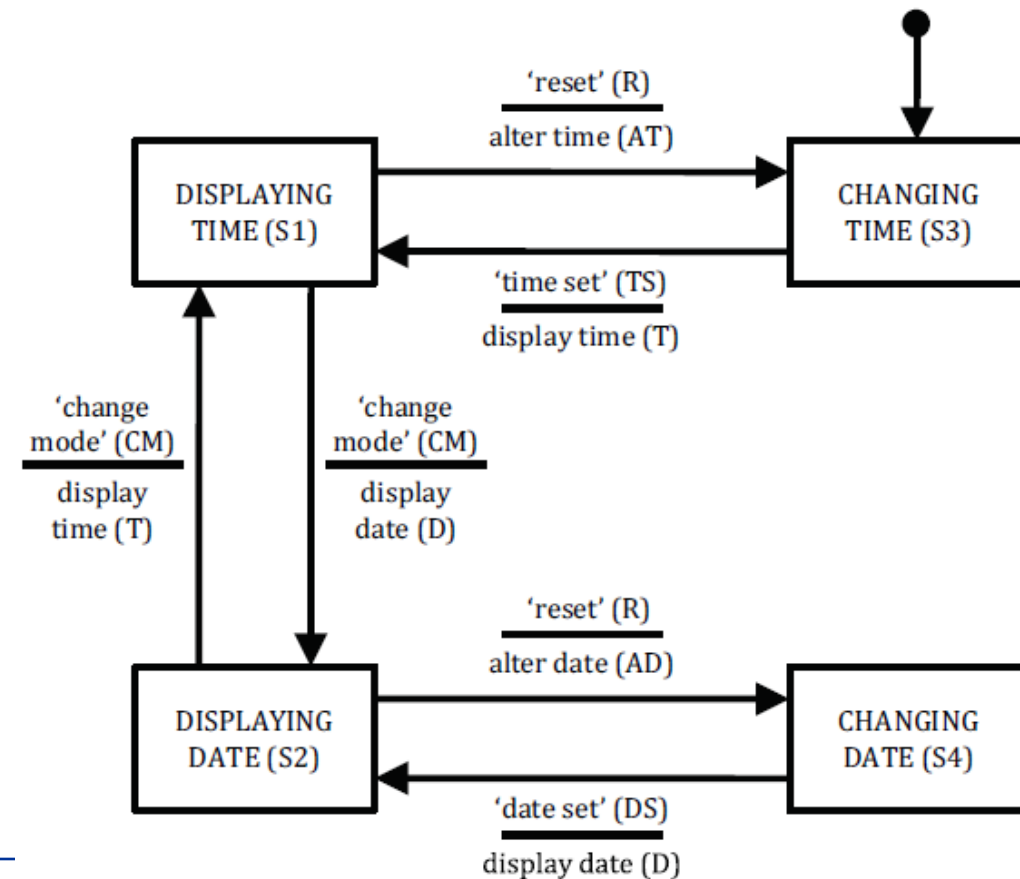 ‘reset’ (R)
alter time (AT)
DISPLAYING
TIME (S1)
CHANGING
TIME (S3)
‘time set’ (TS)
display time (T)
‘change
mode’ (CM)
display
time (T)
‘change
mode’ (CM)
display
date (D)
‘reset’ (R)
alter date (AD)
DISPLAYING
DATE (S2)
CHANGING
DATE (S4)
‘date set’ (DS)
display date (D)